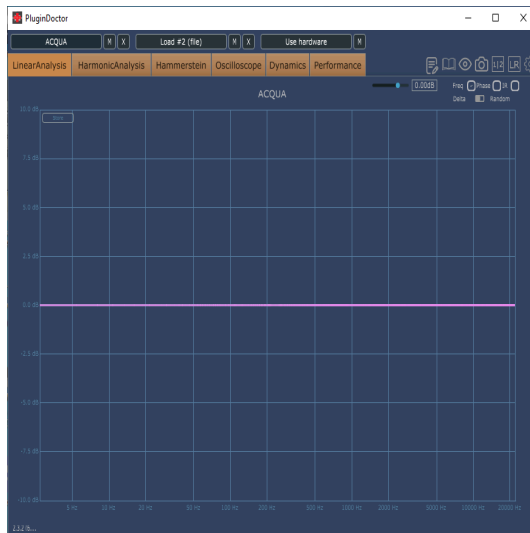 PluginDoctor
ACQUA M X Load #2 (file) M X Use hardware M
LinearAnalysis HarmonicAnalysis Hammerstein Oscilloscope Dynamics Performance
1/2 LR
0.00dB Freq Phase IR
Delta Random
ACQUA
10.0 dB
7.5 dB
5.0 dB
2.5 dB
0.0 dB
-2.5 dB
-5.0 dB
-7.5 dB
-10.0 dB
5 Hz 10 Hz 20 Hz 50 Hz 100 Hz 200 Hz 500 Hz 1000 Hz 2000 Hz 5000 Hz 10000 Hz 20000 Hz